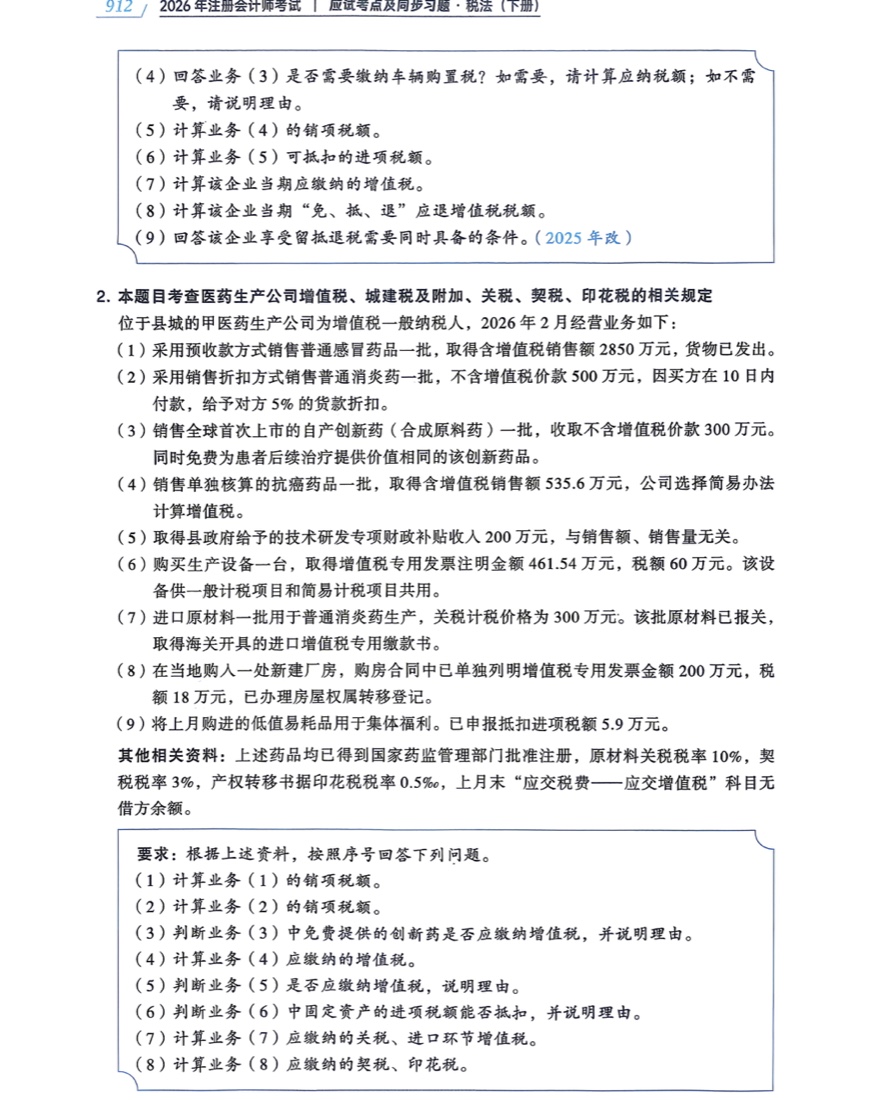 912 2026年注册会计师考试 | 应试考点及同步习题·税法（下册）
（4）回答业务（3）是否需要缴纳车辆购置税？如需要，请计算应纳税额；如不需
要，请说明理由。
（5）计算业务（4）的销项税额。
（6）计算业务（5）可抵扣的进项税额。
（7）计算该企业当期应缴纳的增值税。
（8）计算该企业当期“免、抵、退”应退增值税税额。
（9）回答该企业享受留抵退税需要同时具备的条件。（2025年改）
2. 本题目考查医药生产公司增值税、城建税及附加、关税、契税、印花税的相关规定
位于县城的甲医药生产公司为增值税一般纳税人，2026年2月经营业务如下：
（1）采用预收款方式销售普通感冒药品一批，取得含增值税销售额2850万元，货物已发出。
（2）采用销售折扣方式销售普通消炎药一批，不含增值税价款500万元，因买方在10日内
付款，给予对方5%的货款折扣。
（3）销售全球首次上市的自产创新药（合成原料药）一批，收取不含增值税价款300万元。
同时免费为患者后续治疗提供价值相同的该创新药品。
（4）销售单独核算的抗癌药品一批，取得含增值税销售额535.6万元，公司选择简易办法
计算增值税。
（5）取得县政府给予的技术研发专项财政补贴收入200万元，与销售额、销售量无关。
（6）购买生产设备一台，取得增值税专用发票注明金额461.54万元，税额60万元。该设
备供一般计税项目和简易计税项目共用。
（7）进口原材料一批用于普通消炎药生产，关税计税价格为300万元。该批原材料已报关，
取得海关开具的进口增值税专用缴款书。
（8）在当地购入一处新建厂房，购房合同中已单独列明增值税专用发票金额200万元，税
额18万元，已办理房屋权属转移登记。
（9）将上月购进的低值易耗品用于集体福利。已申报抵扣进项税额5.9万元。
其他相关资料：上述药品均已得到国家药监管理部门批准注册，原材料关税税率10%，契
税税率3%，产权转移书据印花税税率0.5‰，上月末“应交税费——应交增值税”科目无
借方余额。
要求：根据上述资料，按照序号回答下列问题。
（1）计算业务（1）的销项税额。
（2）计算业务（2）的销项税额。
（3）判断业务（3）中免费提供的创新药是否应缴纳增值税，并说明理由。
（4）计算业务（4）应缴纳的增值税。
（5）判断业务（5）是否应缴纳增值税，说明理由。
（6）判断业务（6）中固定资产的进项税额能否抵扣，并说明理由。
（7）计算业务（7）应缴纳的关税、进口环节增值税。
（8）计算业务（8）应缴纳的契税、印花税。